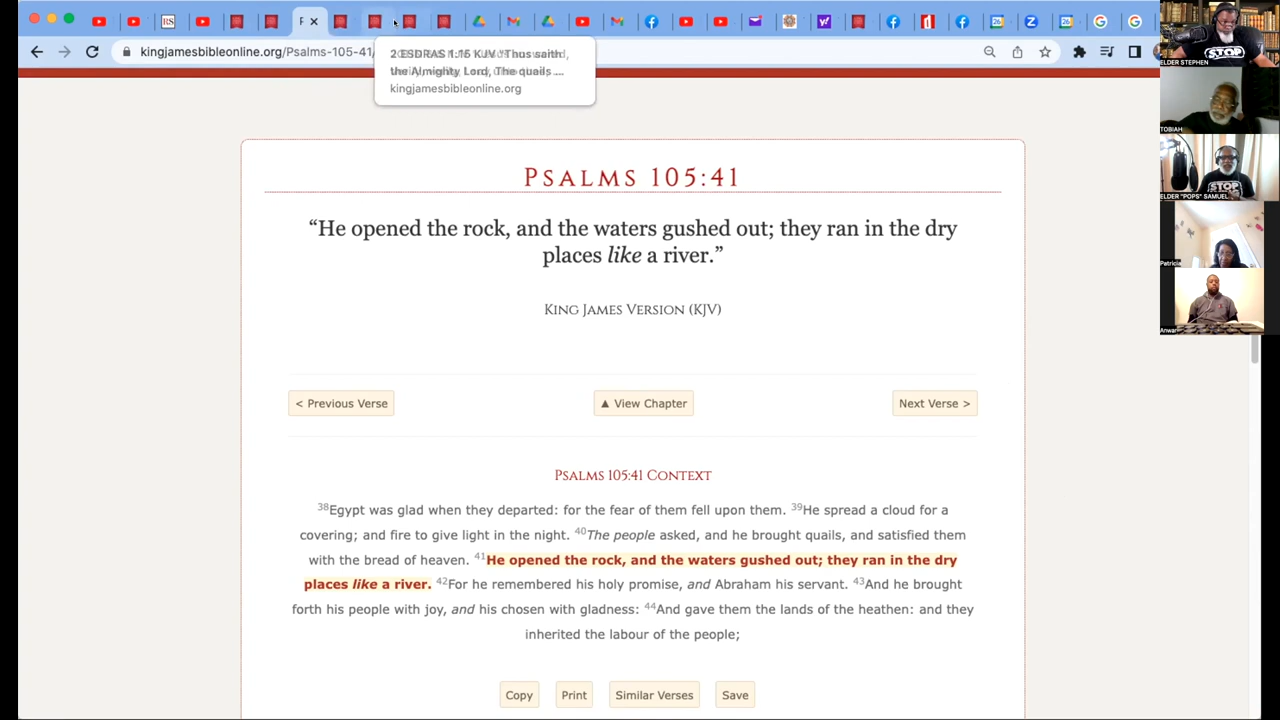 kingjamesbibleonline.org/Psalms-105-41/
2 ESDRAS 1:15 KJV "Thus saith
the Almighty Lord, The quails ...
kingjamesbibleonline.org
ELDER STEPHEN
TOBIAH
ELDER "POPS" SAMUEL
Patricia
Anwar
Psalms 105:41
“He opened the rock, and the waters gushed out; they ran in the dry
places like a river.”
King James Version (KJV)
< Previous Verse
▲ View Chapter
Next Verse >
Psalms 105:41 Context
38Egypt was glad when they departed: for the fear of them fell upon them. 39He spread a cloud for a
covering; and fire to give light in the night. 40The people asked, and he brought quails, and satisfied them
with the bread of heaven. 41He opened the rock, and the waters gushed out; they ran in the dry
places like a river. 42For he remembered his holy promise, and Abraham his servant. 43And he brought
forth his people with joy, and his chosen with gladness: 44And gave them the lands of the heathen: and they
inherited the labour of the people;
Copy
Print
Similar Verses
Save